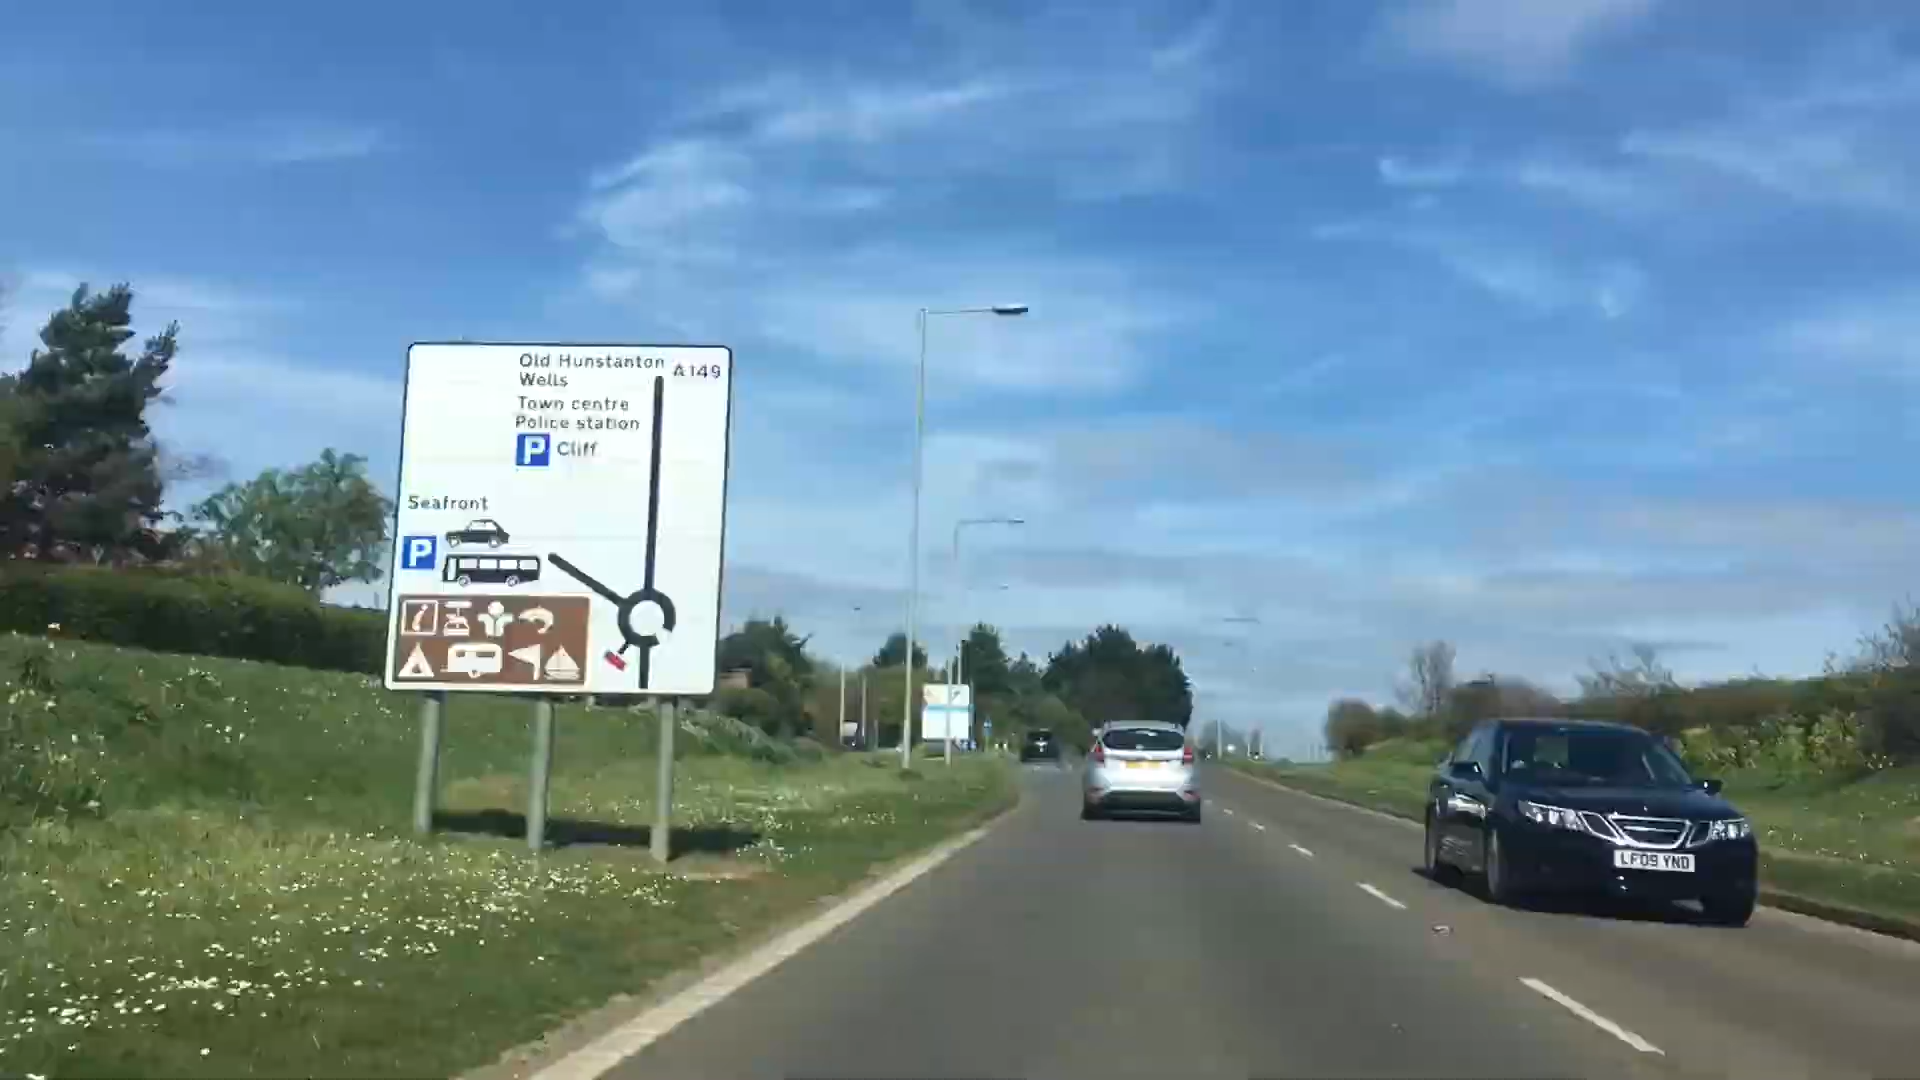 Old Hunstanton
Wells
A149
Town centre
Police station
P Cliff
Seafront
P
i
LF09 YND